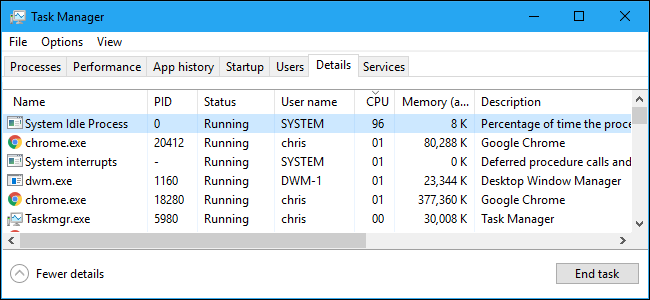 Task Manager
File Options View
Processes Performance App history Startup Users Details Services
Name PID Status User name CPU Memory (a... Description
System Idle Process 0 Running SYSTEM 96 8 K Percentage of time the proce
chrome.exe 20412 Running chris 01 80,288 K Google Chrome
System interrupts - Running SYSTEM 01 0 K Deferred procedure calls and
dwm.exe 1160 Running DWM-1 01 23,344 K Desktop Window Manager
chrome.exe 18280 Running chris 01 377,360 K Google Chrome
Taskmgr.exe 5980 Running chris 00 30,008 K Task Manager
Fewer details End task